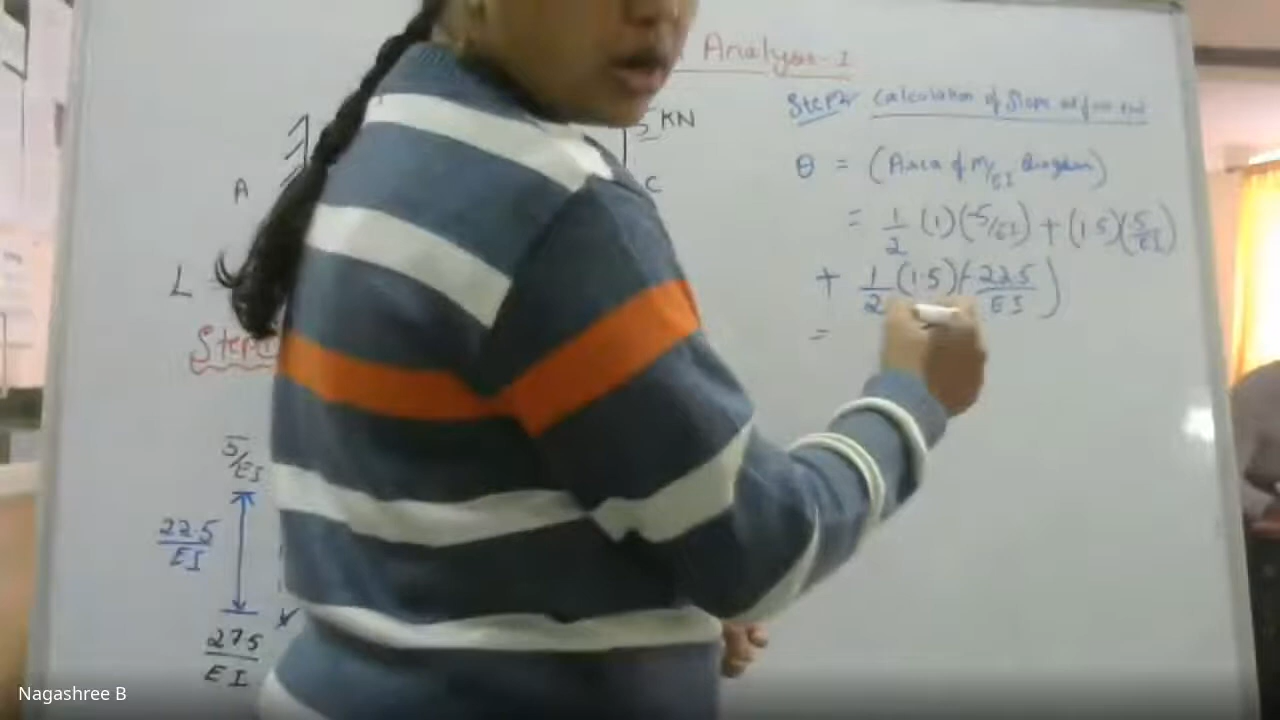 Analysis-I
5 KN
A
C
L
Step-1
5/EI
22.5/EI
27.5/EI
Step2 Calculation of Slope at free end
θ = (Area of M/EI Diagram)
= 1/2 (1)(-5/EI) + (1.5)(5/EI)
+ 1/2 (1.5)(-22.5/EI)
=
Nagashree B